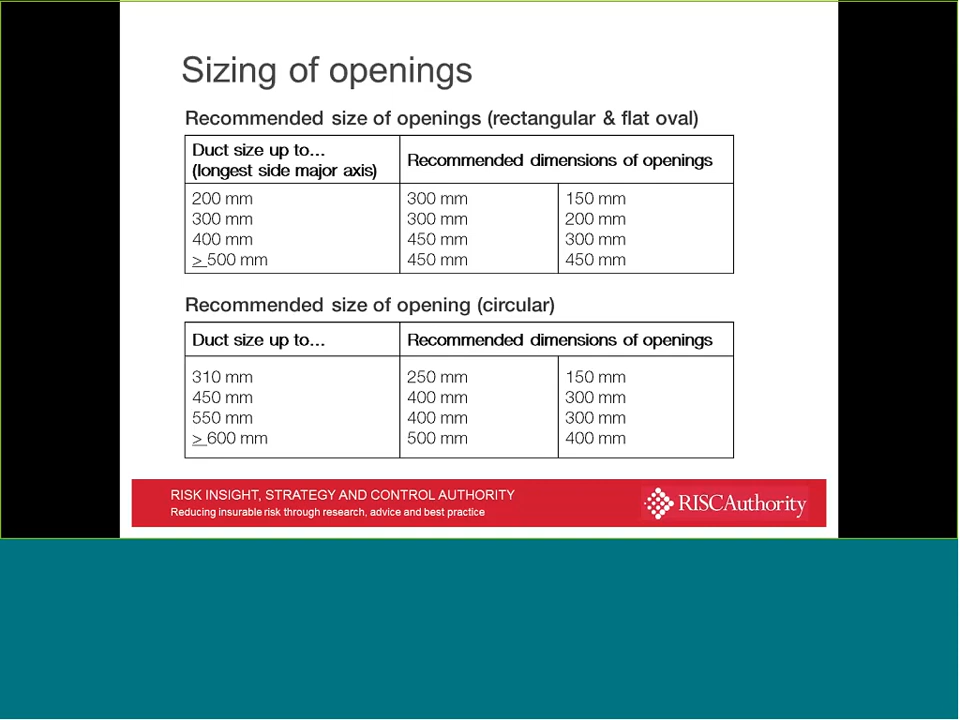 Sizing of openings
Recommended size of openings (rectangular & flat oval)
Duct size up to…
(longest side major axis)
Recommended dimensions of openings
200 mm 300 mm 150 mm
300 mm 300 mm 200 mm
400 mm 450 mm 300 mm
> 500 mm 450 mm 450 mm
Recommended size of opening (circular)
Duct size up to… Recommended dimensions of openings
310 mm 250 mm 150 mm
450 mm 400 mm 300 mm
550 mm 400 mm 300 mm
> 600 mm 500 mm 400 mm
RISK INSIGHT, STRATEGY AND CONTROL AUTHORITY
Reducing insurable risk through research, advice and best practice
RISCAuthority